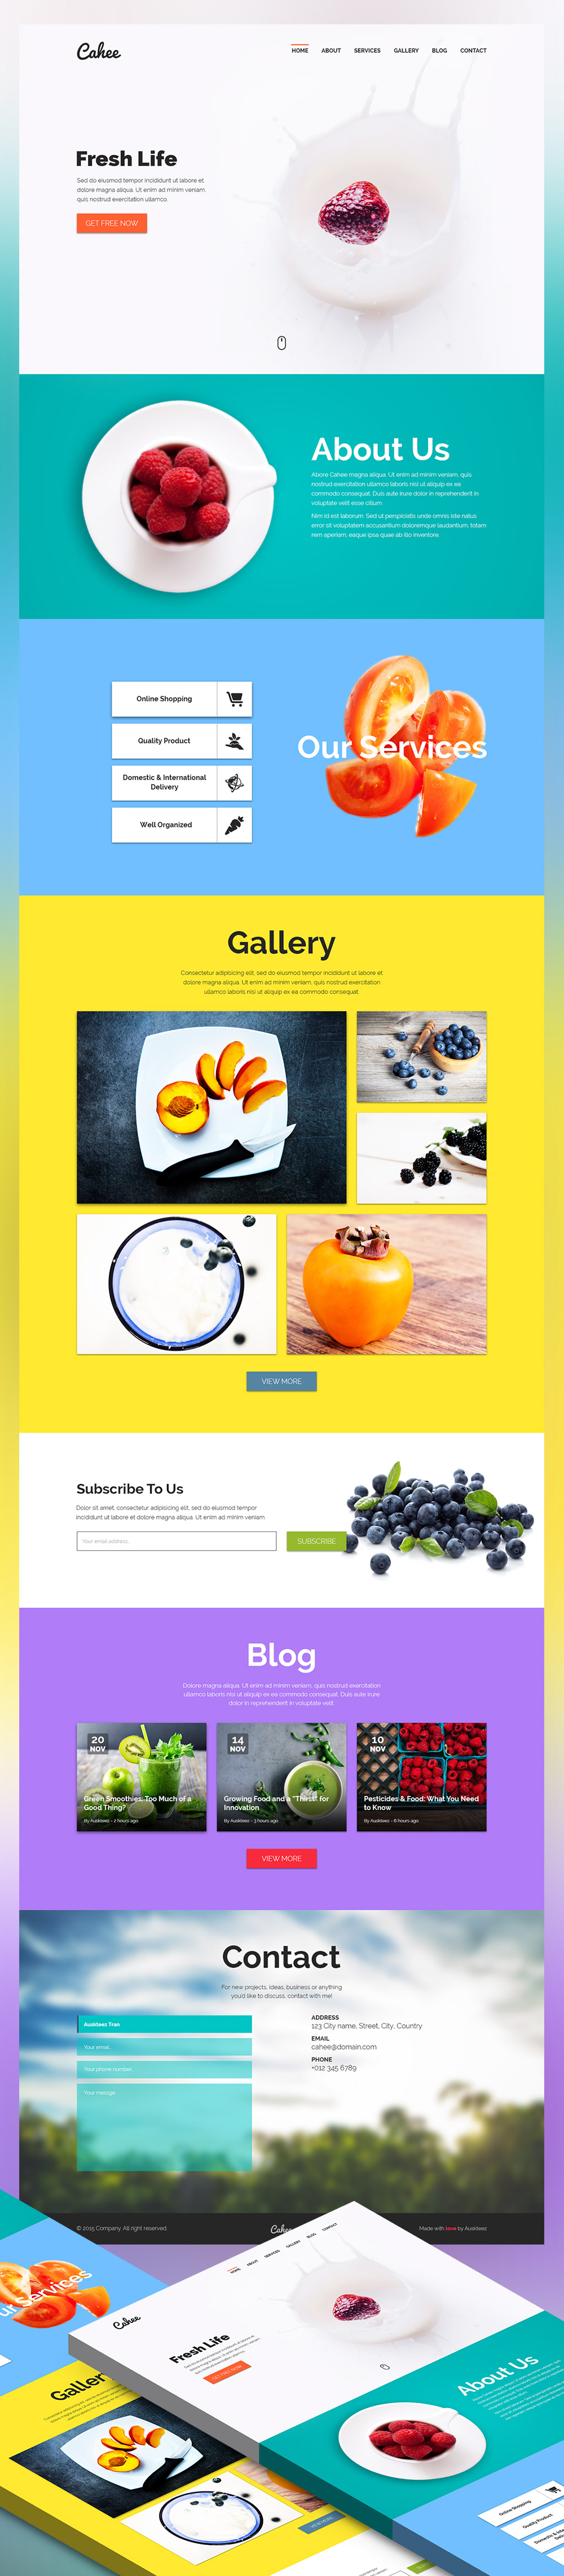 Cahee
HOME ABOUT SERVICES GALLERY BLOG CONTACT
Fresh Life
Sed do eiusmod tempor incididunt ut labore et
dolore magna aliqua. Ut enim ad minim veniam,
quis nostrud exercitation ullamco.
GET FREE NOW
About Us
Abore Cahee magna aliqua. Ut enim ad minim veniam, quis
nostrud exercitation ullamco laboris nisi ut aliquip ex ea
commodo consequat. Duis aute irure dolor in reprehenderit in
voluptate velit esse cillum
Nim id est laborum. Sed ut perspiciatis unde omnis iste natus
error sit voluptatem accusantium doloremque laudantium, totam
rem aperiam, eaque ipsa quae ab illo inventore.
Online Shopping
Quality Product
Domestic & International
Delivery
Well Organized
Our Services
Gallery
Consectetur adipisicing elit, sed do eiusmod tempor incididunt ut labore et
dolore magna aliqua. Ut enim ad minim veniam, quis nostrud exercitation
ullamco laboris nisi ut aliquip ex ea commodo consequat.
VIEW MORE
Subscribe To Us
Dolor sit amet, consectetur adipisicing elit, sed do eiusmod tempor
incididunt ut labore et dolore magna aliqua. Ut enim ad minim veniam
Your email address...
SUBSCRIBE
Blog
Dolore magna aliqua. Ut enim ad minim veniam, quis nostrud exercitation
ullamco laboris nisi ut aliquip ex ea commodo consequat. Duis aute irure
dolor in reprehenderit in voluptate velit
20
NOV
Green Smoothies: Too Much of a
Good Thing?
By Auskteez - 2 hours ago
14
NOV
Growing Food and a "Thirst" for
Innovation
By Auskteez - 3 hours ago
10
NOV
Pesticides & Food: What You Need
to Know
By Auskteez - 6 hours ago
VIEW MORE
Contact
For new projects, ideas, business or anything
you'd like to discuss, contact with me!
Auskteez Tran
Your email...
Your phone number...
Your messge
ADDRESS
123 City name, Street, City, Country
EMAIL
cahee@domain.com
PHONE
+012 345 6789
© 2015 Company. All right reserved.
Cahee
Made with love by Auskteez
HOME ABOUT SERVICES GALLERY BLOG CONTACT
Cahee
Fresh Life
GET FREE NOW
ur Services
Galler
About Us
VIEW MORE
Online Shopping
Quality Product